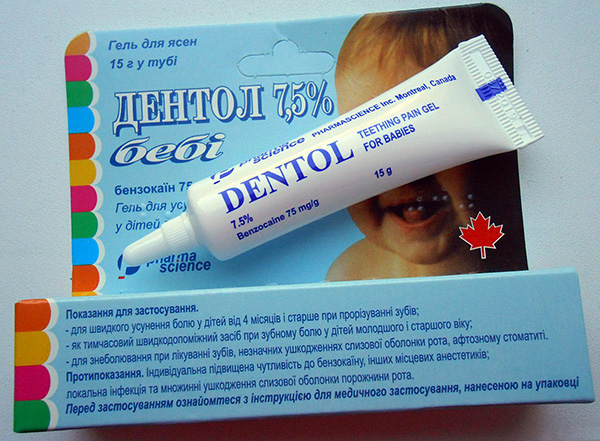 Гель для ясен
15 г у тубі
ДЕНТОЛ 7,5%
бебі
бензокаїн 75
Гель для усу
у дітей
pharma
science
science
PHARMASCIENCE Inc. Montreal, Canada
DENTOL
TEETHING PAIN GEL
FOR BABIES
7.5%
Benzocaine 75 mg/g
15 g
Показання для застосування.
- для швидкого усунення болю у дітей від 4 місяців і старше при прорізуванні зубів;
- як тимчасовий швидкодопоміжний засіб при зубному болю у дітей молодшого і старшого віку;
- для знеболювання при лікуванні зубів, незначних ушкодженнях слизової оболонки рота, афтозному стоматиті.
Протипоказання. Індивідуальна підвищена чутливість до бензокаїну, інших місцевих анестетиків;
локальна інфекція та множинні ушкодження слизової оболонки порожнини рота.
Перед застосуванням ознайомтеся з інструкцією для медичного застосування, нанесеною на упаковці